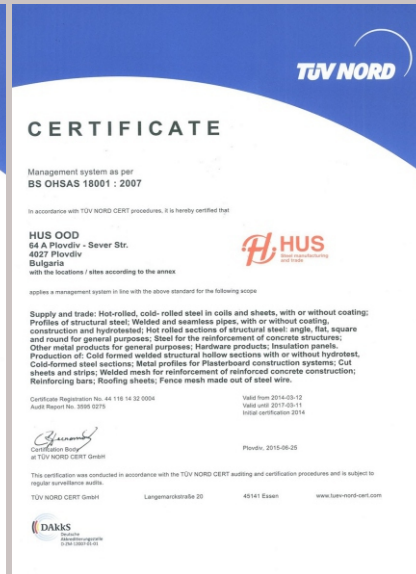 TÜV NORD
CERTIFICATE
Management system as per
BS OHSAS 18001 : 2007
In accordance with TÜV NORD CERT procedures, it is hereby certified that
HUS OOD
64 A Plovdiv - Sever Str.
4027 Plovdiv
Bulgaria
with the locations / sites according to the annex
HUS
Steel manufacturing
and trade
applies a management system in line with the above standard for the following scope
Supply and trade: Hot-rolled, cold- rolled steel in coils and sheets, with or without coating;
Profiles of structural steel; Welded and seamless pipes, with or without coating,
construction and hydrotested; Hot rolled sections of structural steel: angle, flat, square
and round for general purposes; Steel for the reinforcement of concrete structures;
Other metal products for general purposes; Hardware products; Insulation panels.
Production of: Cold formed welded structural hollow sections with or without hydrotest,
Cold-formed steel sections; Metal profiles for Plasterboard construction systems; Cut
sheets and strips; Welded mesh for reinforcement of reinforced concrete construction;
Reinforcing bars; Roofing sheets; Fence mesh made out of steel wire.
Certificate Registration No. 44 116 14 32 0004
Audit Report No. 3595 0275
Valid from 2014-03-12
Valid until 2017-03-11
Initial certification 2014
Certification Body
at TÜV NORD CERT GmbH
Plovdiv, 2015-06-25
This certification was conducted in accordance with the TÜV NORD CERT auditing and certification procedures and is subject to
regular surveillance audits.
TÜV NORD CERT GmbH Langemarckstraße 20 45141 Essen www.tuev-nord-cert.com
DAkkS
Deutsche
Akkreditierungsstelle